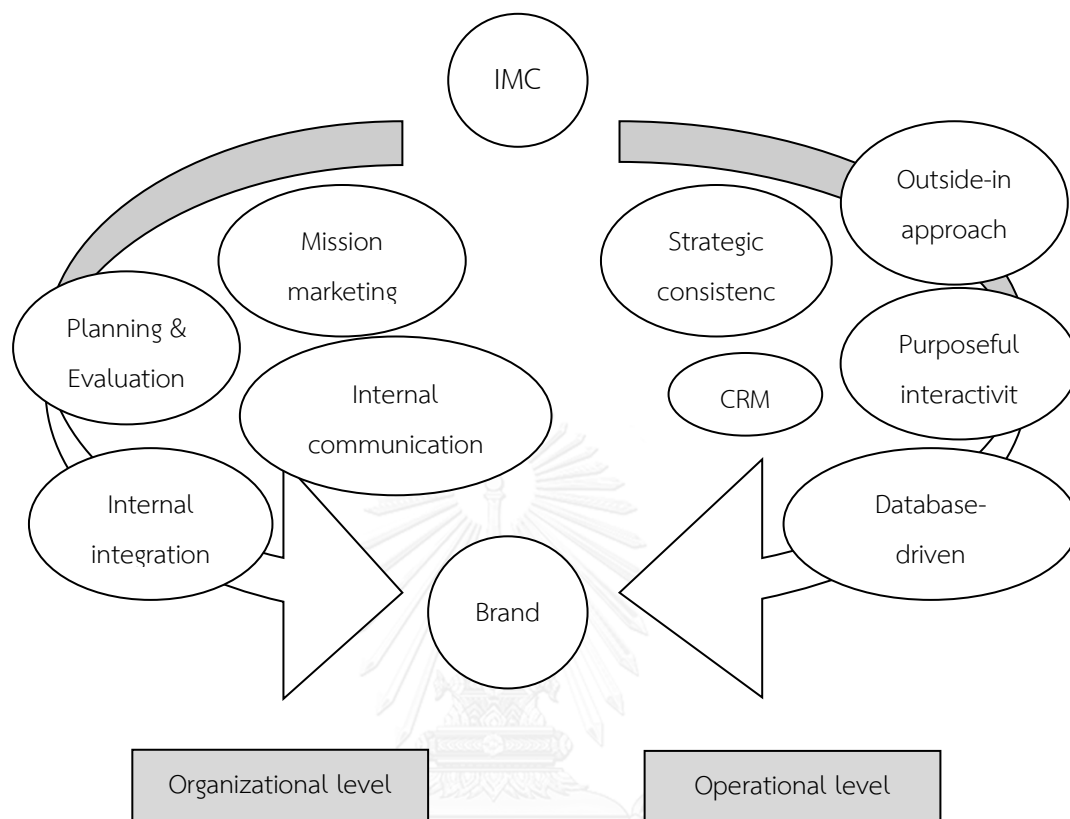 IMC
Outside-in
approach
Mission
marketing
Strategic
consistenc
Planning &
Evaluation
Purposeful
interactivit
Internal
communication
CRM
Internal
integration
Database-
driven
Brand
Organizational level
Operational level